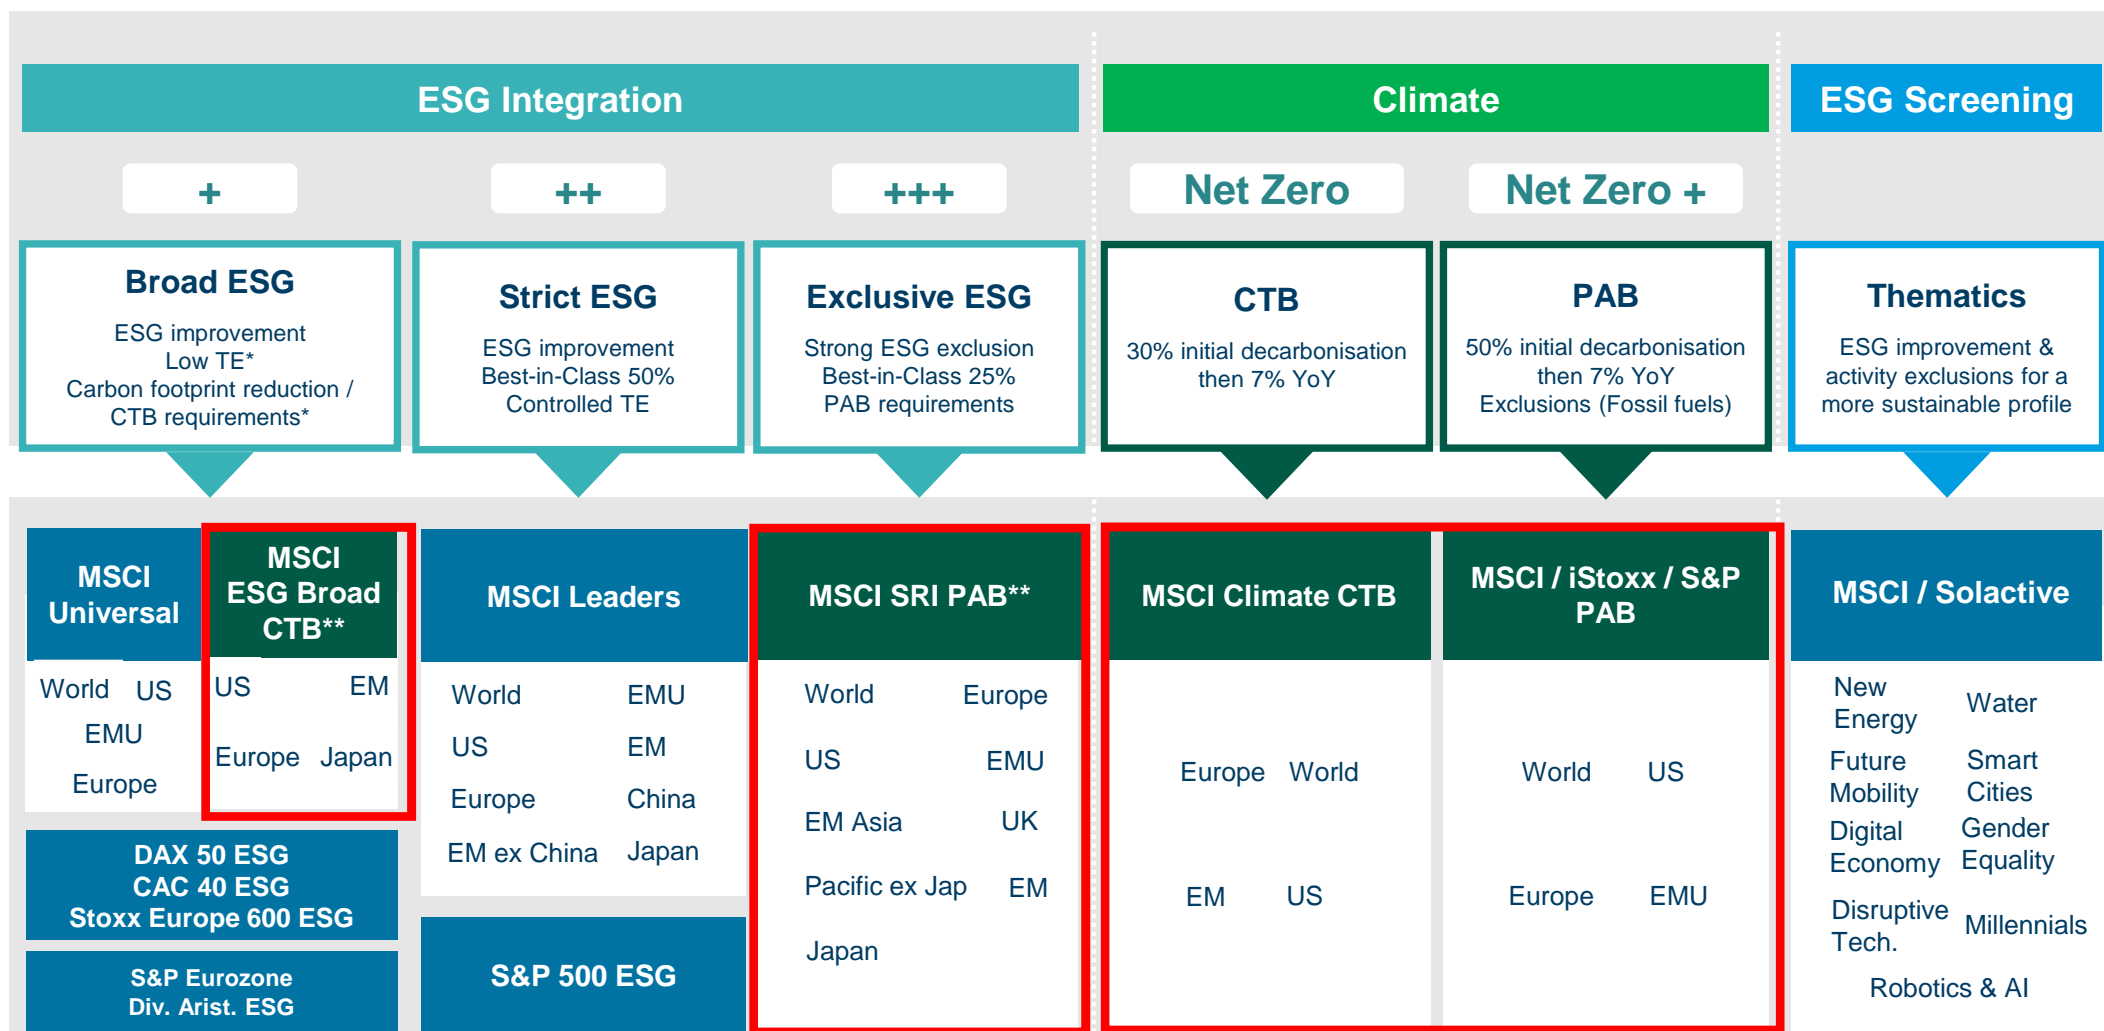 ESG Integration
Climate
ESG Screening
+
++
+++
Net Zero
Net Zero +
Broad ESG
ESG improvement
Low TE*
Carbon footprint reduction /
CTB requirements*
Strict ESG
ESG improvement
Best-in-Class 50%
Controlled TE
Exclusive ESG
Strong ESG exclusion
Best-in-Class 25%
PAB requirements
CTB
30% initial decarbonisation
then 7% YoY
PAB
50% initial decarbonisation
then 7% YoY
Exclusions (Fossil fuels)
Thematics
ESG improvement &
activity exclusions for a
more sustainable profile
MSCI
Universal
World US
EMU
Europe
MSCI
ESG Broad
CTB**
US EM
Europe Japan
DAX 50 ESG
CAC 40 ESG
Stoxx Europe 600 ESG
S&P Eurozone
Div. Arist. ESG
MSCI Leaders
World EMU
US EM
Europe China
EM ex China Japan
S&P 500 ESG
MSCI SRI PAB**
World Europe
US EMU
EM Asia UK
Pacific ex Jap EM
Japan
MSCI Climate CTB
Europe World
EM US
MSCI / iStoxx / S&P
PAB
World US
Europe EMU
MSCI / Solactive
New
Energy
Water
Future
Mobility
Smart
Cities
Digital
Economy
Gender
Equality
Disruptive
Tech.
Millennials
Robotics & AI